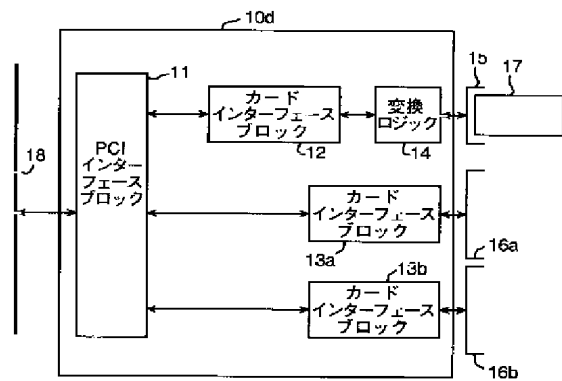 10d
11
PCI
インター
フェース
ブロック
18
カード
インターフェース
ブロック
12
変換
ロジック
14
15
17
カード
インターフェース
ブロック
13a
16a
13b
カード
インターフェース
ブロック
16b